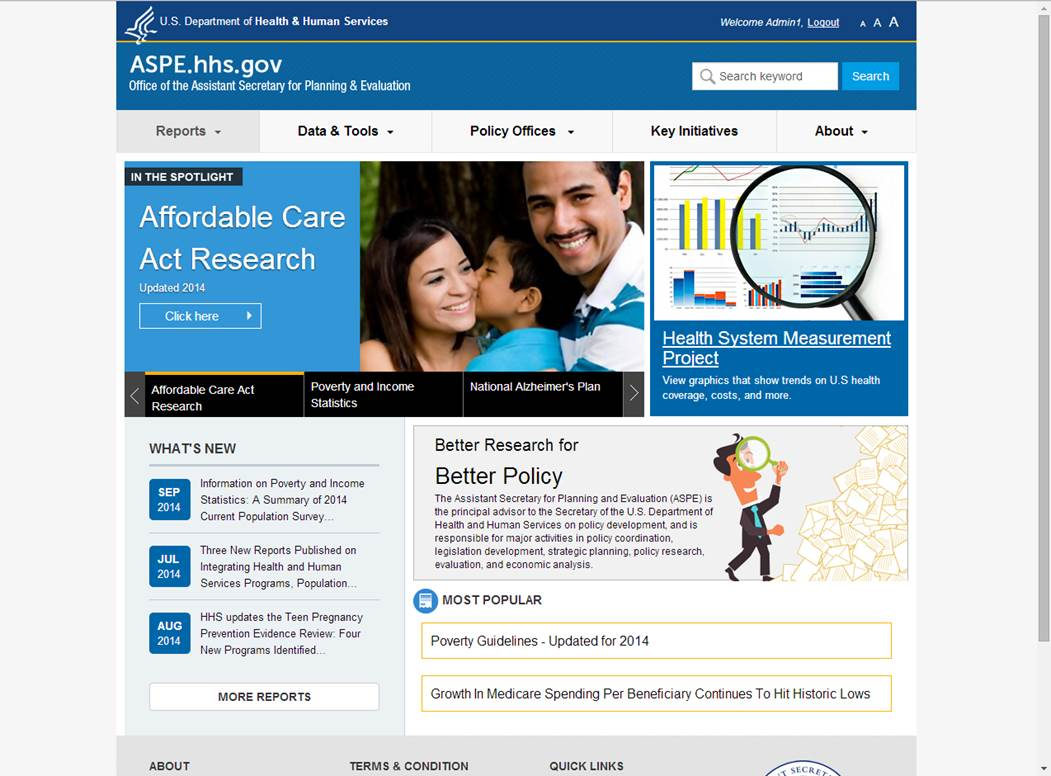 U.S. Department of Health & Human Services
Welcome Admin1, Logout A A A
ASPE.hhs.gov
Office of the Assistant Secretary for Planning & Evaluation
Search keyword Search
Reports Data & Tools Policy Offices Key Initiatives About
IN THE SPOTLIGHT
Affordable Care
Act Research
Updated 2014
Click here
Affordable Care Act
Research
Poverty and Income
Statistics
National Alzheimer's Plan
Health System Measurement
Project
View graphics that show trends on U.S health
coverage, costs, and more.
WHAT'S NEW
SEP
2014
Information on Poverty and Income
Statistics: A Summary of 2014
Current Population Survey...
JUL
2014
Three New Reports Published on
Integrating Health and Human
Services Programs, Population...
AUG
2014
HHS updates the Teen Pregnancy
Prevention Evidence Review: Four
New Programs Identified...
MORE REPORTS
Better Research for
Better Policy
The Assistant Secretary for Planning and Evaluation (ASPE) is
the principal advisor to the Secretary of the U.S. Department of
Health and Human Services on policy development, and is
responsible for major activities in policy coordination,
legislation development, strategic planning, policy research,
evaluation, and economic analysis.
MOST POPULAR
Poverty Guidelines - Updated for 2014
Growth In Medicare Spending Per Beneficiary Continues To Hit Historic Lows
ABOUT
TERMS & CONDITION
QUICK LINKS